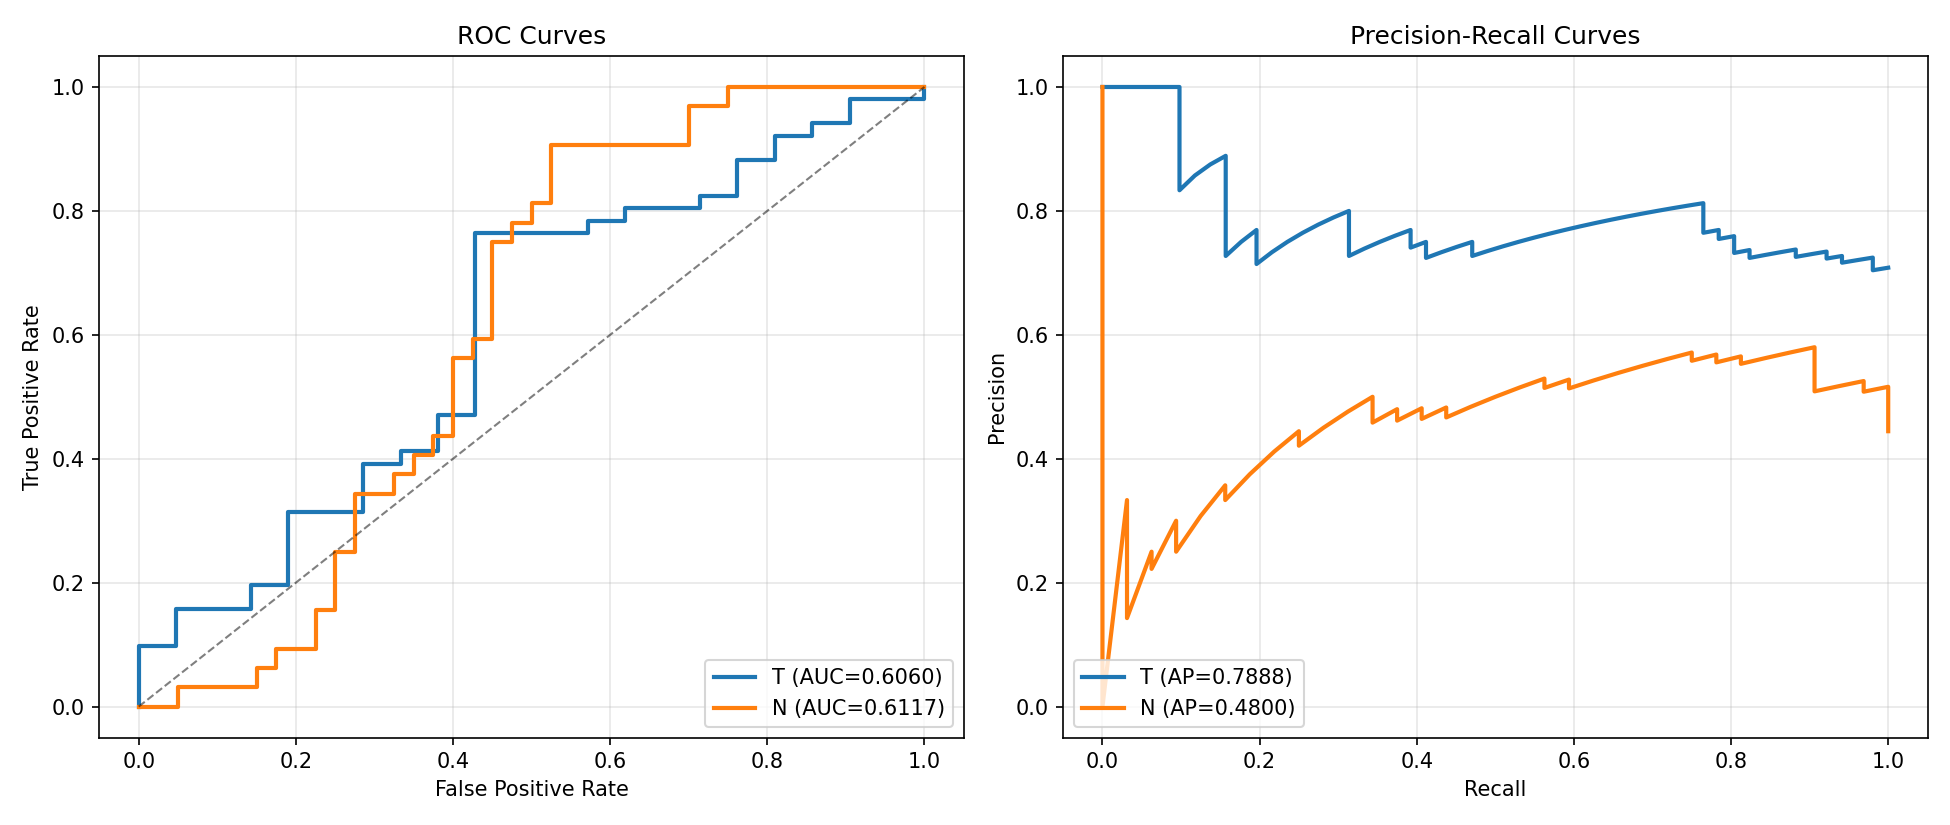 ROC Curves
True Positive Rate
1.0
0.8
0.6
0.4
0.2
0.0
T (AUC=0.6060)
N (AUC=0.6117)
0.0 0.2 0.4 0.6 0.8 1.0
False Positive Rate
Precision-Recall Curves
Precision
1.0
0.8
0.6
0.4
0.2
0.0
T (AP=0.7888)
N (AP=0.4800)
0.0 0.2 0.4 0.6 0.8 1.0
Recall